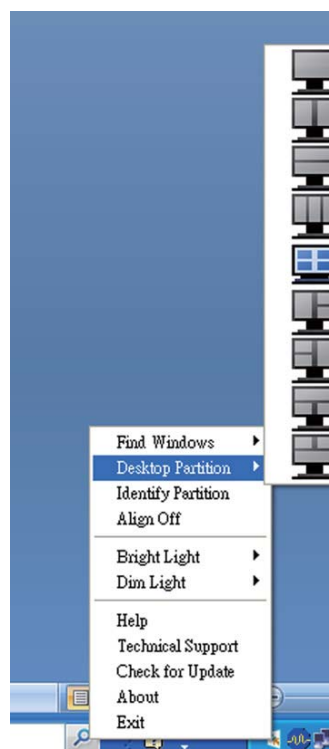 Find Windows
Desktop Partition
Identify Partition
Align Off
Bright Light
Dim Light
Help
Technical Support
Check for Update
About
Exit